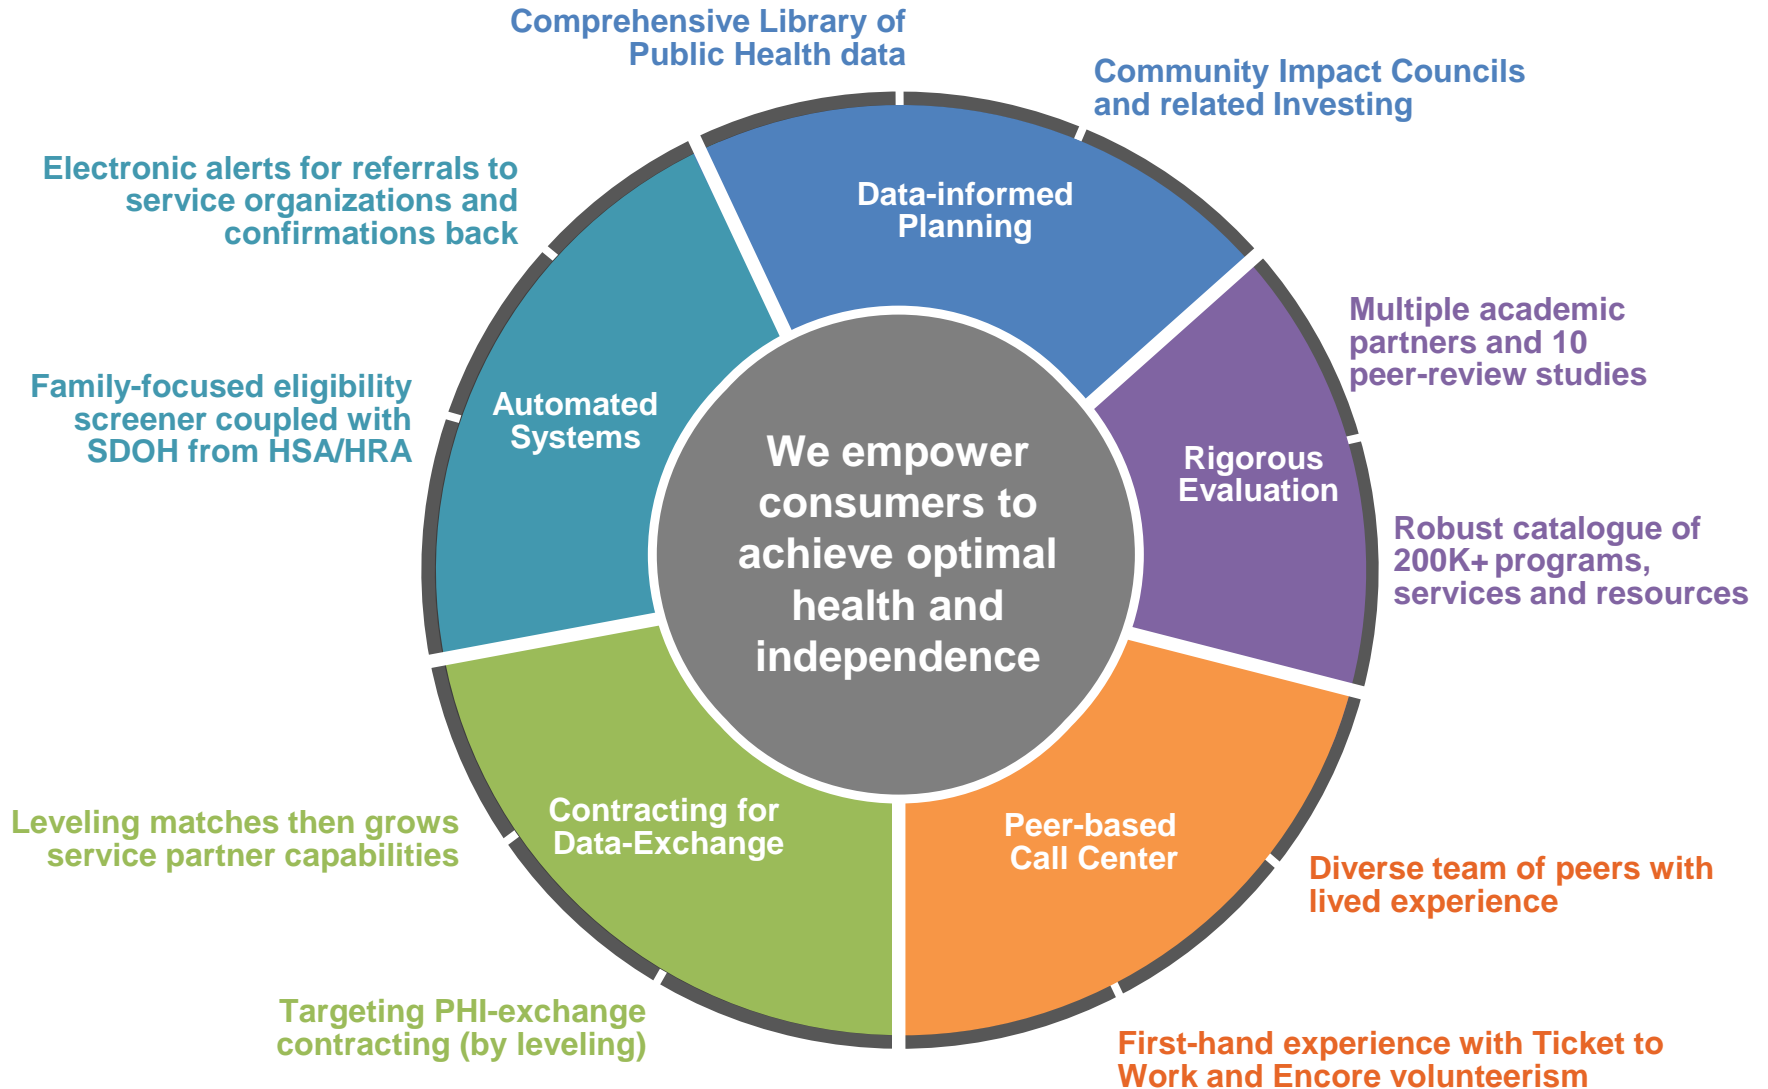 Comprehensive Library of
Public Health data
Community Impact Councils
and related Investing
Electronic alerts for referrals to
service organizations and
confirmations back
Data-informed
Planning
Multiple academic
partners and 10
peer-review studies
Family-focused eligibility
screener coupled with
SDOH from HSA/HRA
Automated
Systems
Rigorous
Evaluation
We empower
consumers to
achieve optimal
health and
independence
Robust catalogue of
200K+ programs,
services and resources
Leveling matches then grows
service partner capabilities
Contracting for
Data-Exchange
Peer-based
Call Center
Diverse team of peers with
lived experience
Targeting PHI-exchange
contracting (by leveling)
First-hand experience with Ticket to
Work and Encore volunteerism